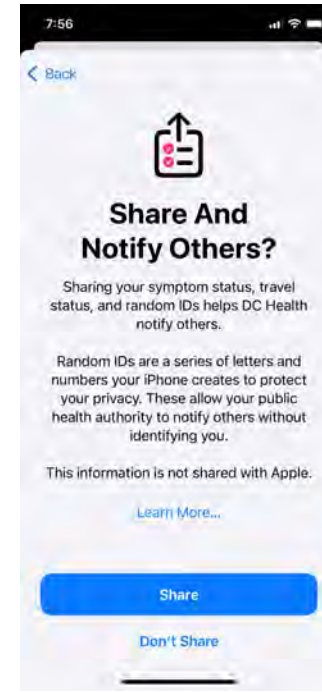 7:56
Back
Share And
Notify Others?
Sharing your symptom status, travel
status, and random IDs helps DC Health
notify others.
Random IDs are a series of letters and
numbers your iPhone creates to protect
your privacy. These allow your public
health authority to notify others without
identifying you.
This information is not shared with Apple.
Learn More...
Share
Don't Share